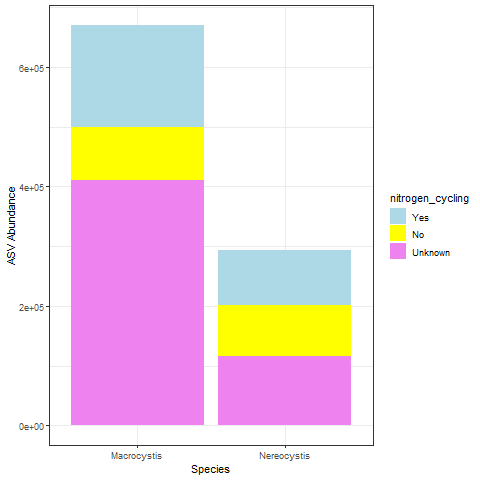 ASV Abundance
6e+05
4e+05
2e+05
0e+00
Macrocystis
Nereocystis
Species
nitrogen_cycling
Yes
No
Unknown